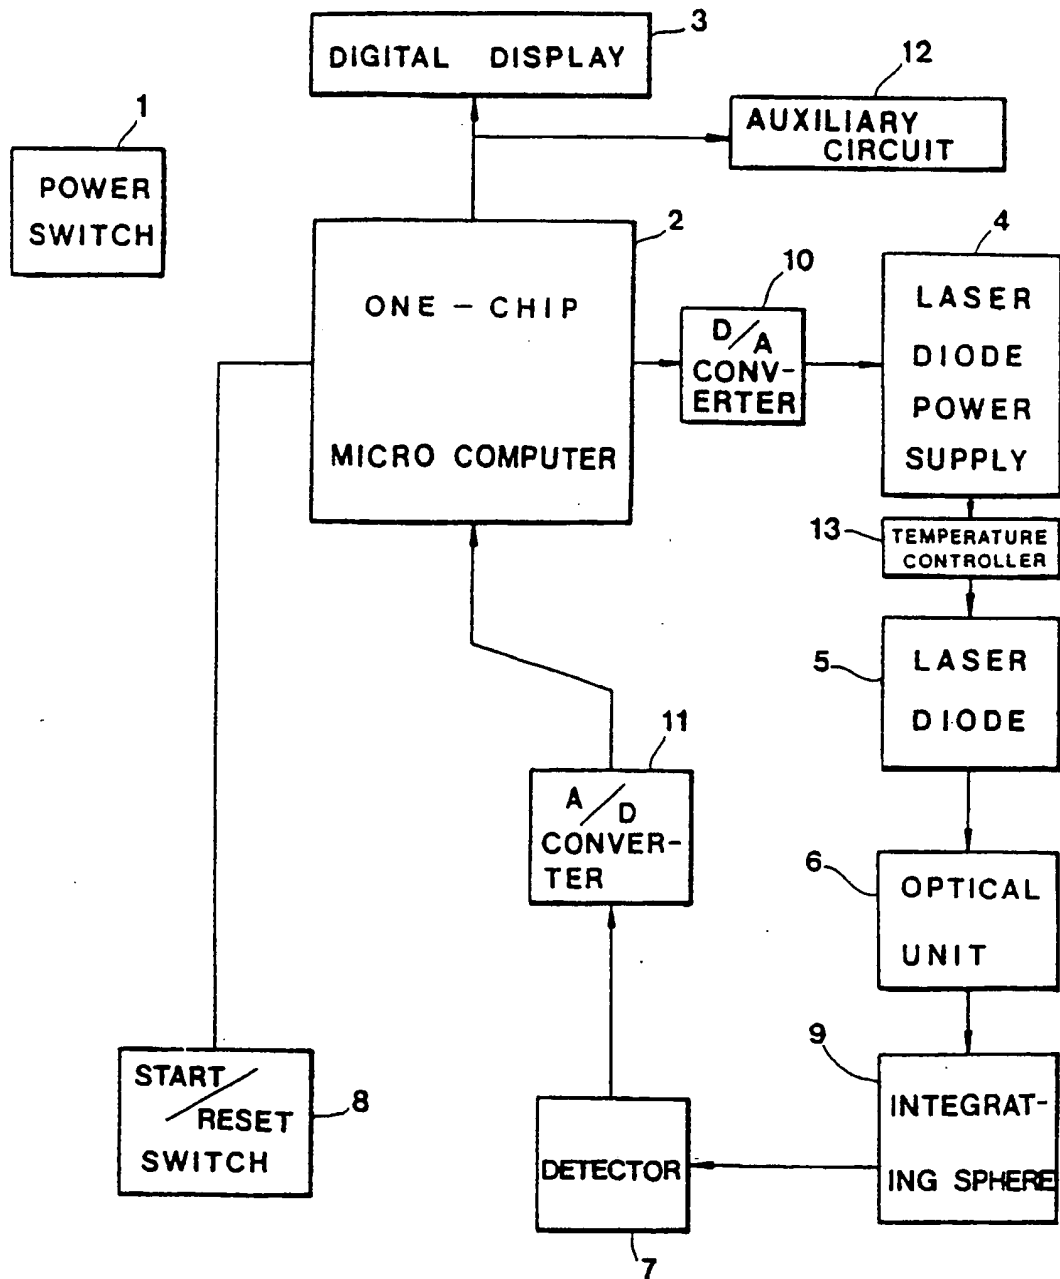 3
DIGITAL DISPLAY
12
AUXILIARY
CIRCUIT
1
POWER
SWITCH
2
ONE-CHIP
MICRO COMPUTER
10
D/A
CONV-
ERTER
4
LASER
DIODE
POWER
SUPPLY
13
TEMPERATURE
CONTROLLER
5
LASER
DIODE
11
A/D
CONVER-
TER
6
OPTICAL
UNIT
9
INTEGRAT-
ING SPHERE
START/
RESET
SWITCH
8
DETECTOR
7